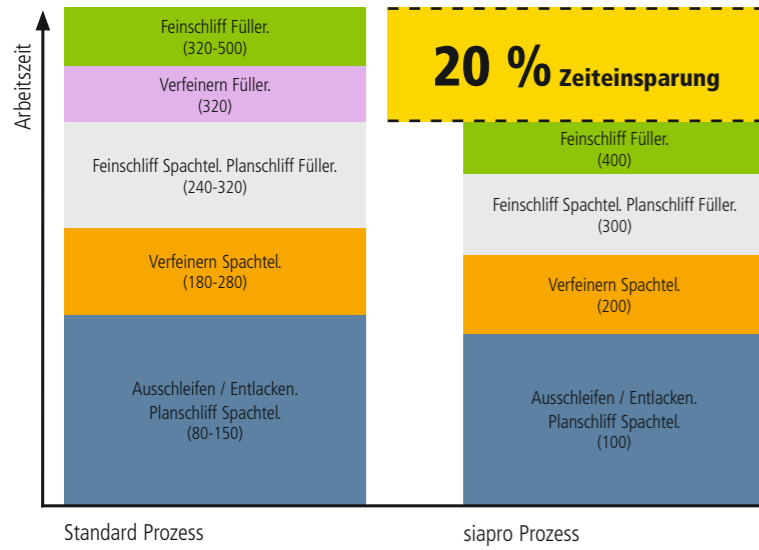 Arbeitszeit
Feinschliff Füller.
(320-500)
Verfeinern Füller.
(320)
Feinschliff Spachtel. Planschliff Füller.
(240-320)
Verfeinern Spachtel.
(180-280)
Ausschleifen / Entlacken.
Planschliff Spachtel.
(80-150)
Standard Prozess
20 % Zeiteinsparung
Feinschliff Füller.
(400)
Feinschliff Spachtel. Planschliff Füller.
(300)
Verfeinern Spachtel.
(200)
Ausschleifen / Entlacken.
Planschliff Spachtel.
(100)
siapro Prozess